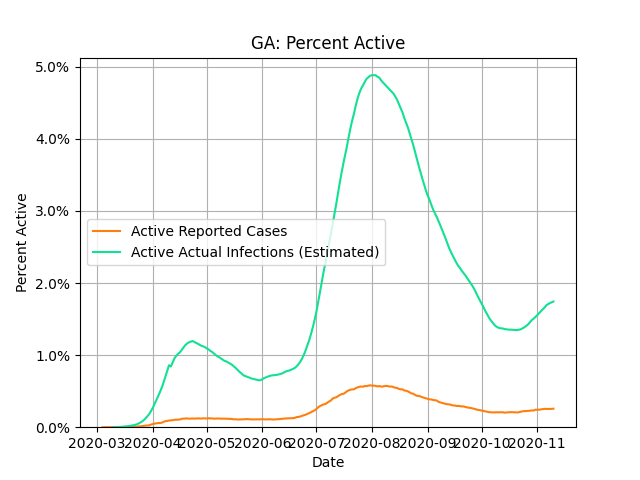 GA: Percent Active
5.0%
4.0%
3.0%
2.0%
1.0%
0.0%
Percent Active
Active Reported Cases
Active Actual Infections (Estimated)
2020-03 2020-04 2020-05 2020-06 2020-07 2020-08 2020-09 2020-10 2020-11
Date